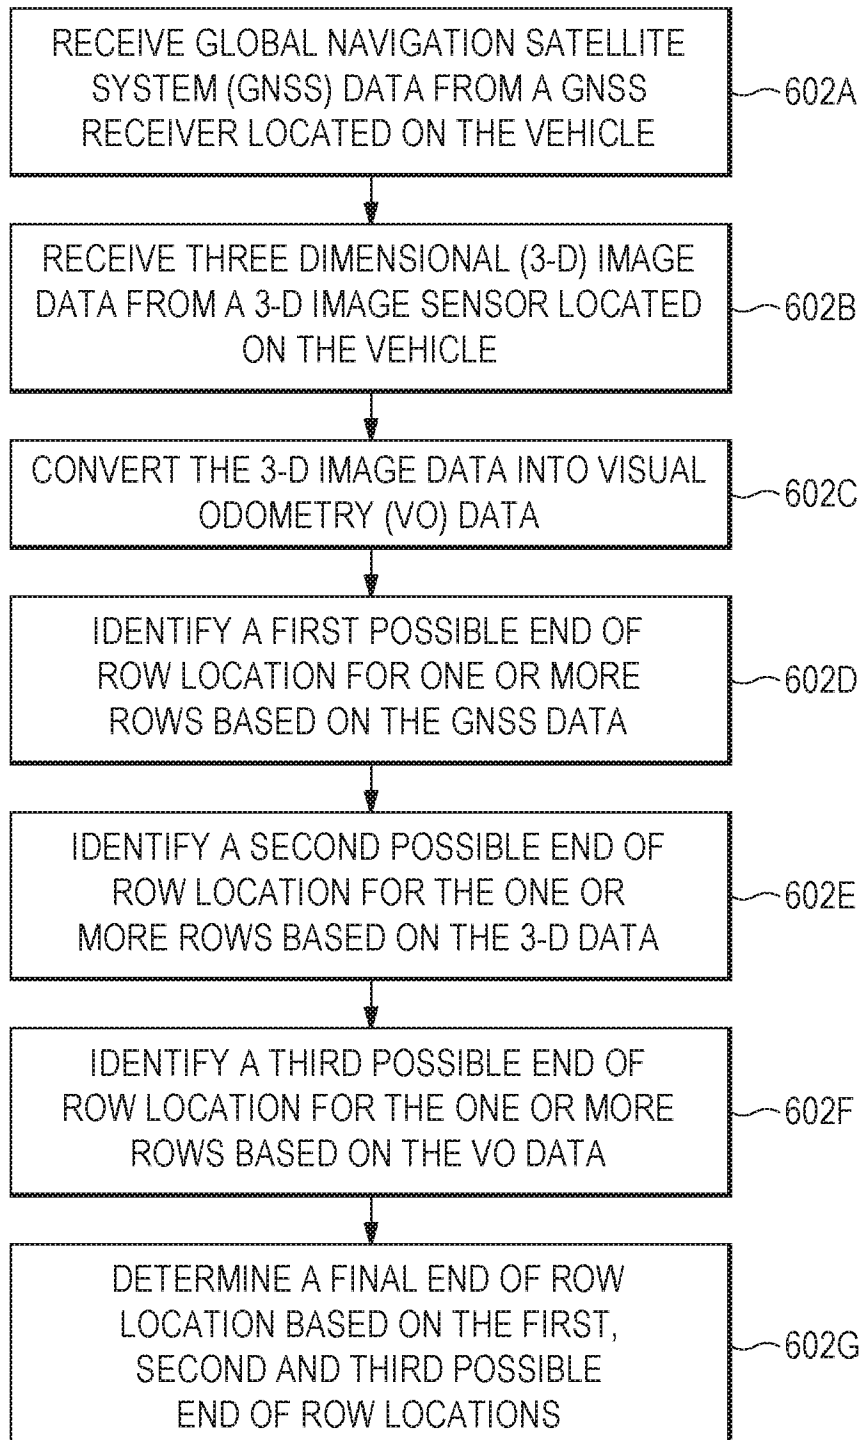 RECEIVE GLOBAL NAVIGATION SATELLITE
SYSTEM (GNSS) DATA FROM A GNSS
RECEIVER LOCATED ON THE VEHICLE
602A
RECEIVE THREE DIMENSIONAL (3-D) IMAGE
DATA FROM A 3-D IMAGE SENSOR LOCATED
ON THE VEHICLE
602B
CONVERT THE 3-D IMAGE DATA INTO VISUAL
ODOMETRY (VO) DATA
602C
IDENTIFY A FIRST POSSIBLE END OF
ROW LOCATION FOR ONE OR MORE
ROWS BASED ON THE GNSS DATA
602D
IDENTIFY A SECOND POSSIBLE END OF
ROW LOCATION FOR THE ONE OR
MORE ROWS BASED ON THE 3-D DATA
602E
IDENTIFY A THIRD POSSIBLE END OF
ROW LOCATION FOR THE ONE OR MORE
ROWS BASED ON THE VO DATA
602F
DETERMINE A FINAL END OF ROW
LOCATION BASED ON THE FIRST,
SECOND AND THIRD POSSIBLE
END OF ROW LOCATIONS
602G